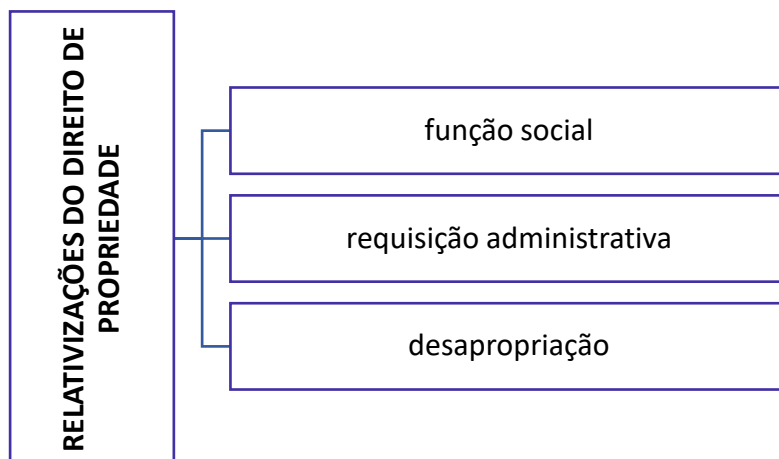 RELATIVIZAÇÕES DO DIREITO DE
PROPRIEDADE
função social
requisição administrativa
desapropriação